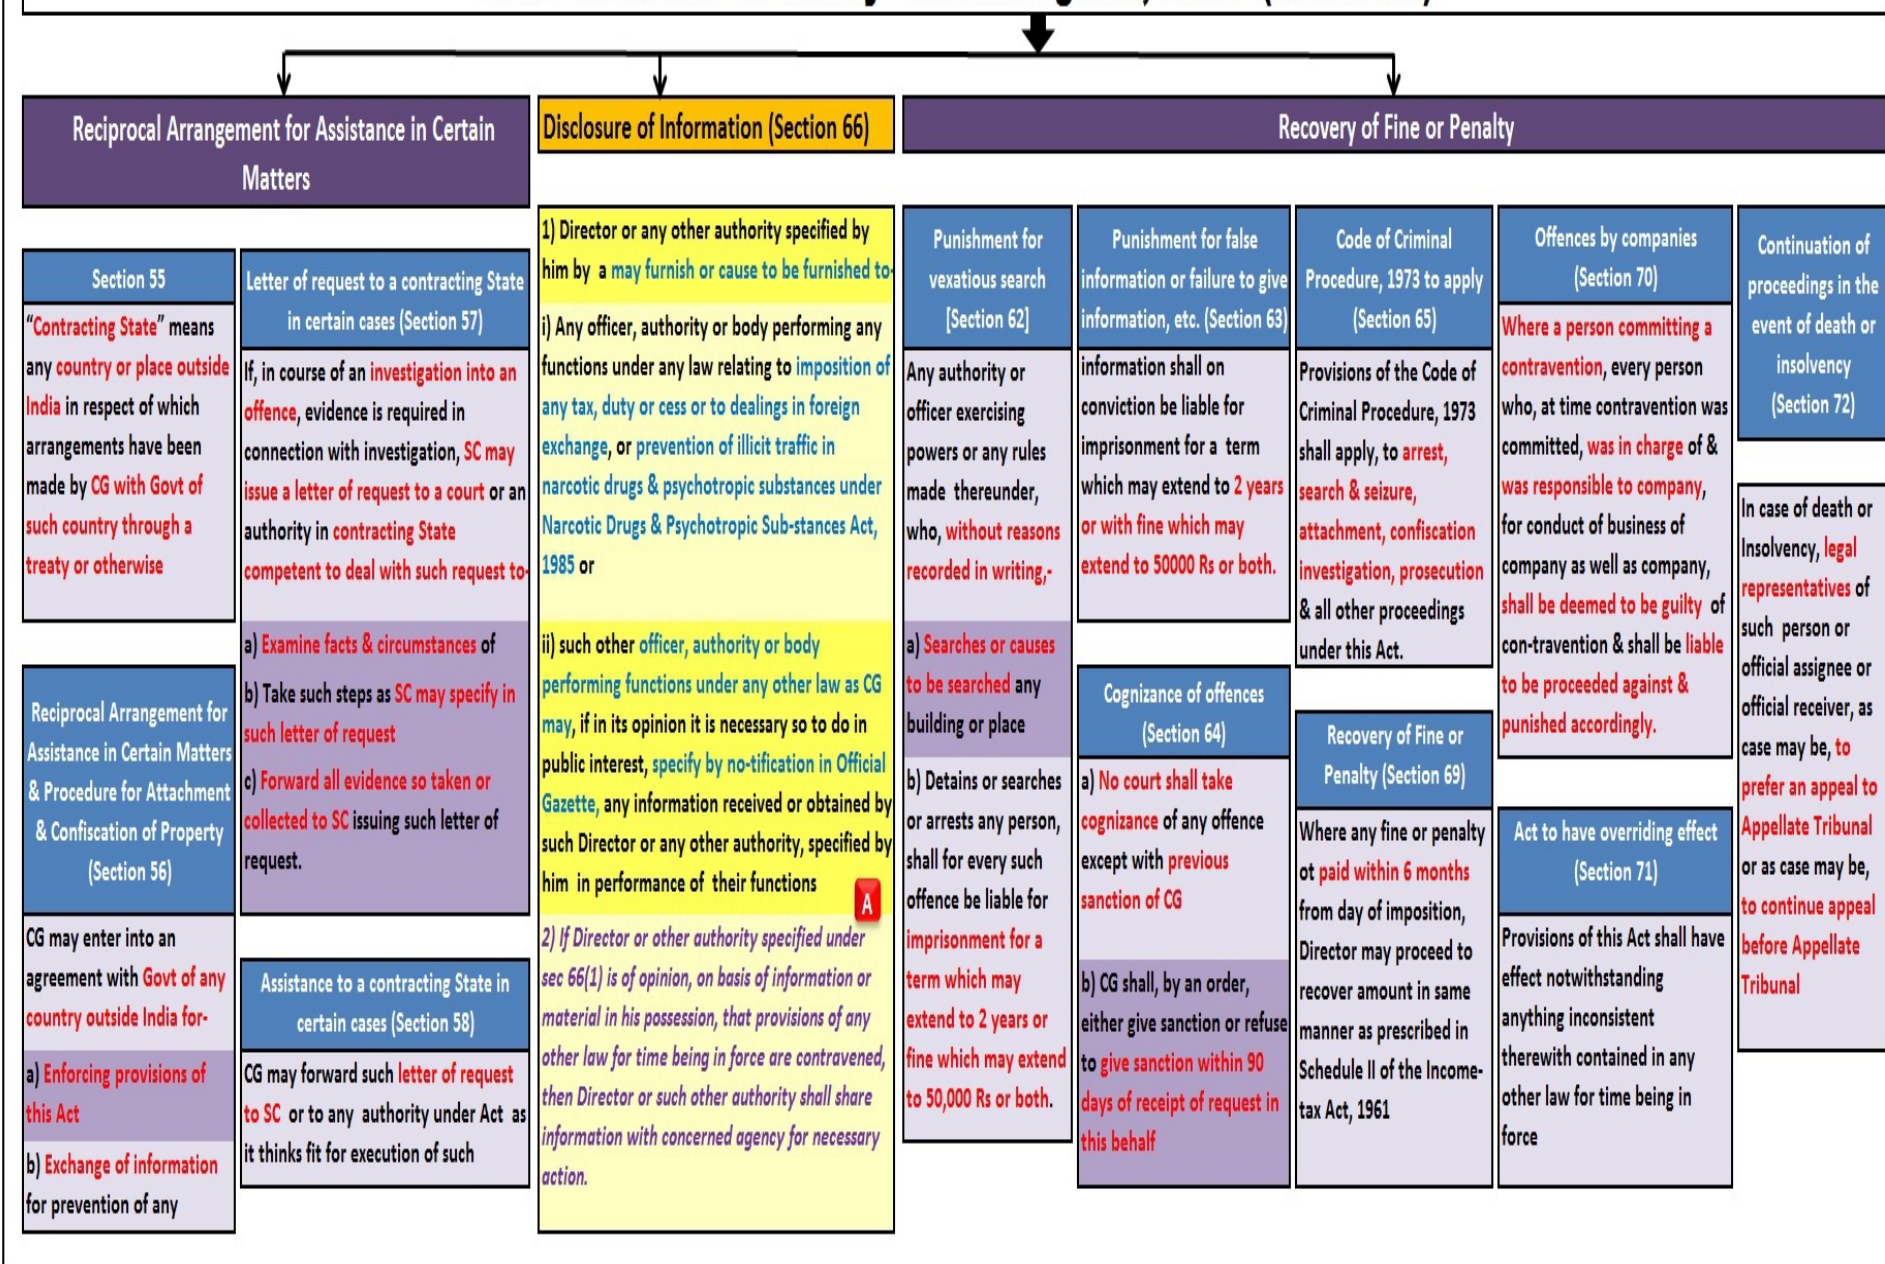 Reciprocal Arrangement for Assistance in Certain
Matters
Section 55
“Contracting State” means
any country or place outside
India in respect of which
arrangements have been
made by CG with Govt of
such country through a
treaty or otherwise
Reciprocal Arrangement for
Assistance in Certain Matters
& Procedure for Attachment
& Confiscation of Property
(Section 56)
CG may enter into an
agreement with Govt of any
country outside India for-
a) Enforcing provisions of
this Act
b) Exchange of information
for prevention of any
Letter of request to a contracting State
in certain cases (Section 57)
If, in course of an investigation into an
offence, evidence is required in
connection with investigation, SC may
issue a letter of request to a court or an
authority in contracting State
competent to deal with such request to-
a) Examine facts & circumstances of
b) Take such steps as SC may specify in
such letter of request
c) Forward all evidence so taken or
collected to SC issuing such letter of
request.
Assistance to a contracting State in
certain cases (Section 58)
CG may forward such letter of request
to SC or to any authority under Act as
it thinks fit for execution of such
Disclosure of Information (Section 66)
1) Director or any other authority specified by
him by a may furnish or cause to be furnished to-
i) Any officer, authority or body performing any
functions under any law relating to imposition of
any tax, duty or cess or to dealings in foreign
exchange, or prevention of illicit traffic in
narcotic drugs & psychotropic substances under
Narcotic Drugs & Psychotropic Sub-stances Act,
1985 or
ii) such other officer, authority or body
performing functions under any other law as CG
may, if in its opinion it is necessary so to do in
public interest, specify by no-tification in Official
Gazette, any information received or obtained by
such Director or any other authority, specified by
him in performance of their functions
A
2) If Director or other authority specified under
sec 66(1) is of opinion, on basis of information or
material in his possession, that provisions of any
other law for time being in force are contravened,
then Director or such other authority shall share
information with concerned agency for necessary
action.
Recovery of Fine or Penalty
Punishment for
vexatious search
[Section 62]
Any authority or
officer exercising
powers or any rules
made thereunder,
who, without reasons
recorded in writing,-
a) Searches or causes
to be searched any
building or place
b) Detains or searches
or arrests any person,
shall for every such
offence be liable for
imprisonment for a
term which may
extend to 2 years or
fine which may extend
to 50,000 Rs or both.
Punishment for false
information or failure to give
information, etc. (Section 63)
information shall on
conviction be liable for
imprisonment for a term
which may extend to 2 years
or with fine which may
extend to 50000 Rs or both.
Cognizance of offences
(Section 64)
a) No court shall take
cognizance of any offence
except with previous
sanction of CG
b) CG shall, by an order,
either give sanction or refuse
to give sanction within 90
days of receipt of request in
this behalf
Code of Criminal
Procedure, 1973 to apply
(Section 65)
Provisions of the Code of
Criminal Procedure, 1973
shall apply, to arrest,
search & seizure,
attachment, confiscation
investigation, prosecution
& all other proceedings
under this Act.
Recovery of Fine or
Penalty (Section 69)
Where any fine or penalty
ot paid within 6 months
from day of imposition,
Director may proceed to
recover amount in same
manner as prescribed in
Schedule II of the Income-
tax Act, 1961
Offences by companies
(Section 70)
Where a person committing a
contravention, every person
who, at time contravention was
committed, was in charge of &
was responsible to company,
for conduct of business of
company as well as company,
shall be deemed to be guilty of
con-travention & shall be liable
to be proceeded against &
punished accordingly.
Act to have overriding effect
(Section 71)
Provisions of this Act shall have
effect notwithstanding
anything inconsistent
therewith contained in any
other law for time being in
force
Continuation of
proceedings in the
event of death or
insolvency
(Section 72)
In case of death or
Insolvency, legal
representatives of
such person or
official assignee or
official receiver, as
case may be, to
prefer an appeal to
Appellate Tribunal
or as case may be,
to continue appeal
before Appellate
Tribunal